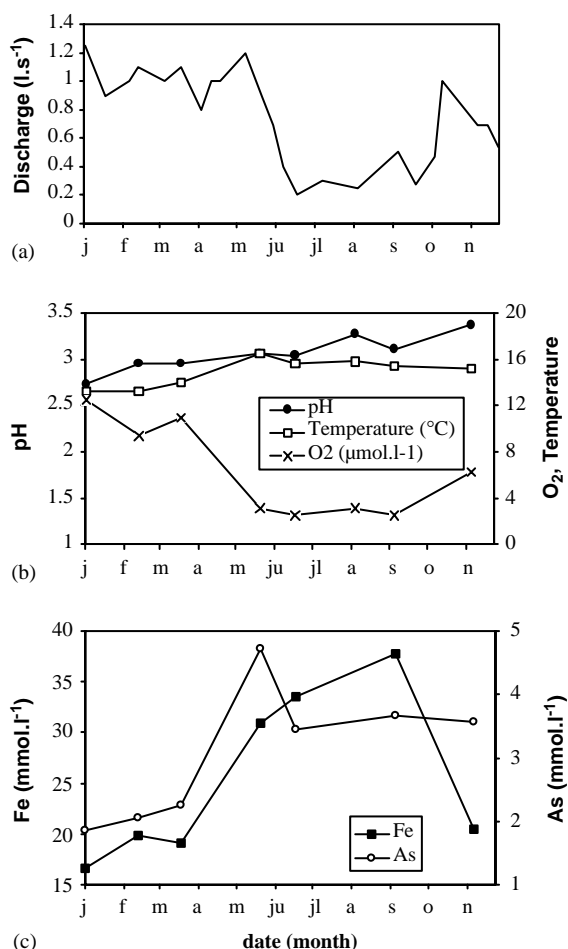 1.4
1.2
1
0.8
0.6
0.4
0.2
0
Discharge (l.s-1)
j f m a m ju jl a s o n
(a)
3.5
3
2.5
2
1.5
1
pH
20
16
12
8
4
0
O2, Temperature
pH
Temperature (°C)
O2 (µmol.l-1)
j f m a m ju jl a s o n
(b)
40
35
30
25
20
15
Fe (mmol.l-1)
5
4
3
2
1
As (mmol.l-1)
Fe
As
j f m a m ju jl a s o n
(c) date (month)